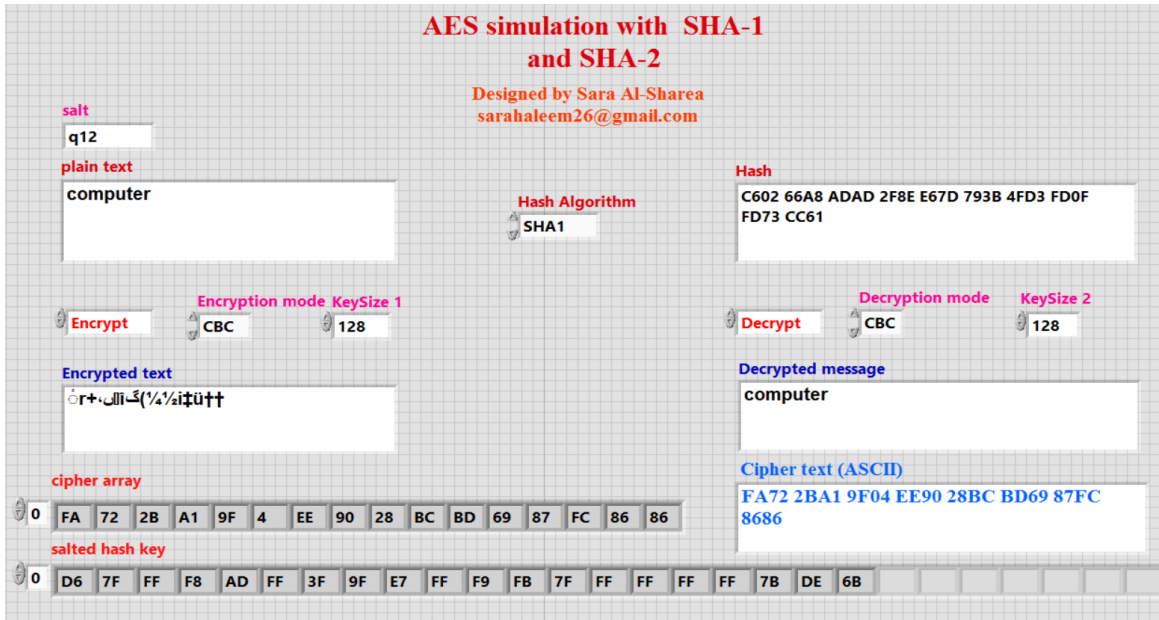 AES simulation with SHA-1
and SHA-2
Designed by Sara Al-Sharea
sarahaleem26@gmail.com
salt
q12
plain text
computer
Hash Algorithm
SHA1
Hash
C602 66A8 ADAD 2F8E E67D 793B 4FD3 FD0F
FD73 CC61
Encrypt
Encryption mode
CBC
KeySize 1
128
Decrypt
Decryption mode
CBC
KeySize 2
128
Encrypted text
Decrypted message
computer
cipher array
0 FA 72 2B A1 9F 4 EE 90 28 BC BD 69 87 FC 86 86
Cipher text (ASCII)
FA72 2BA1 9F04 EE90 28BC BD69 87FC
8686
salted hash key
0 D6 7F FF F8 AD FF 3F 9F E7 FF F9 FB 7F FF FF FF FF 7B DE 6B